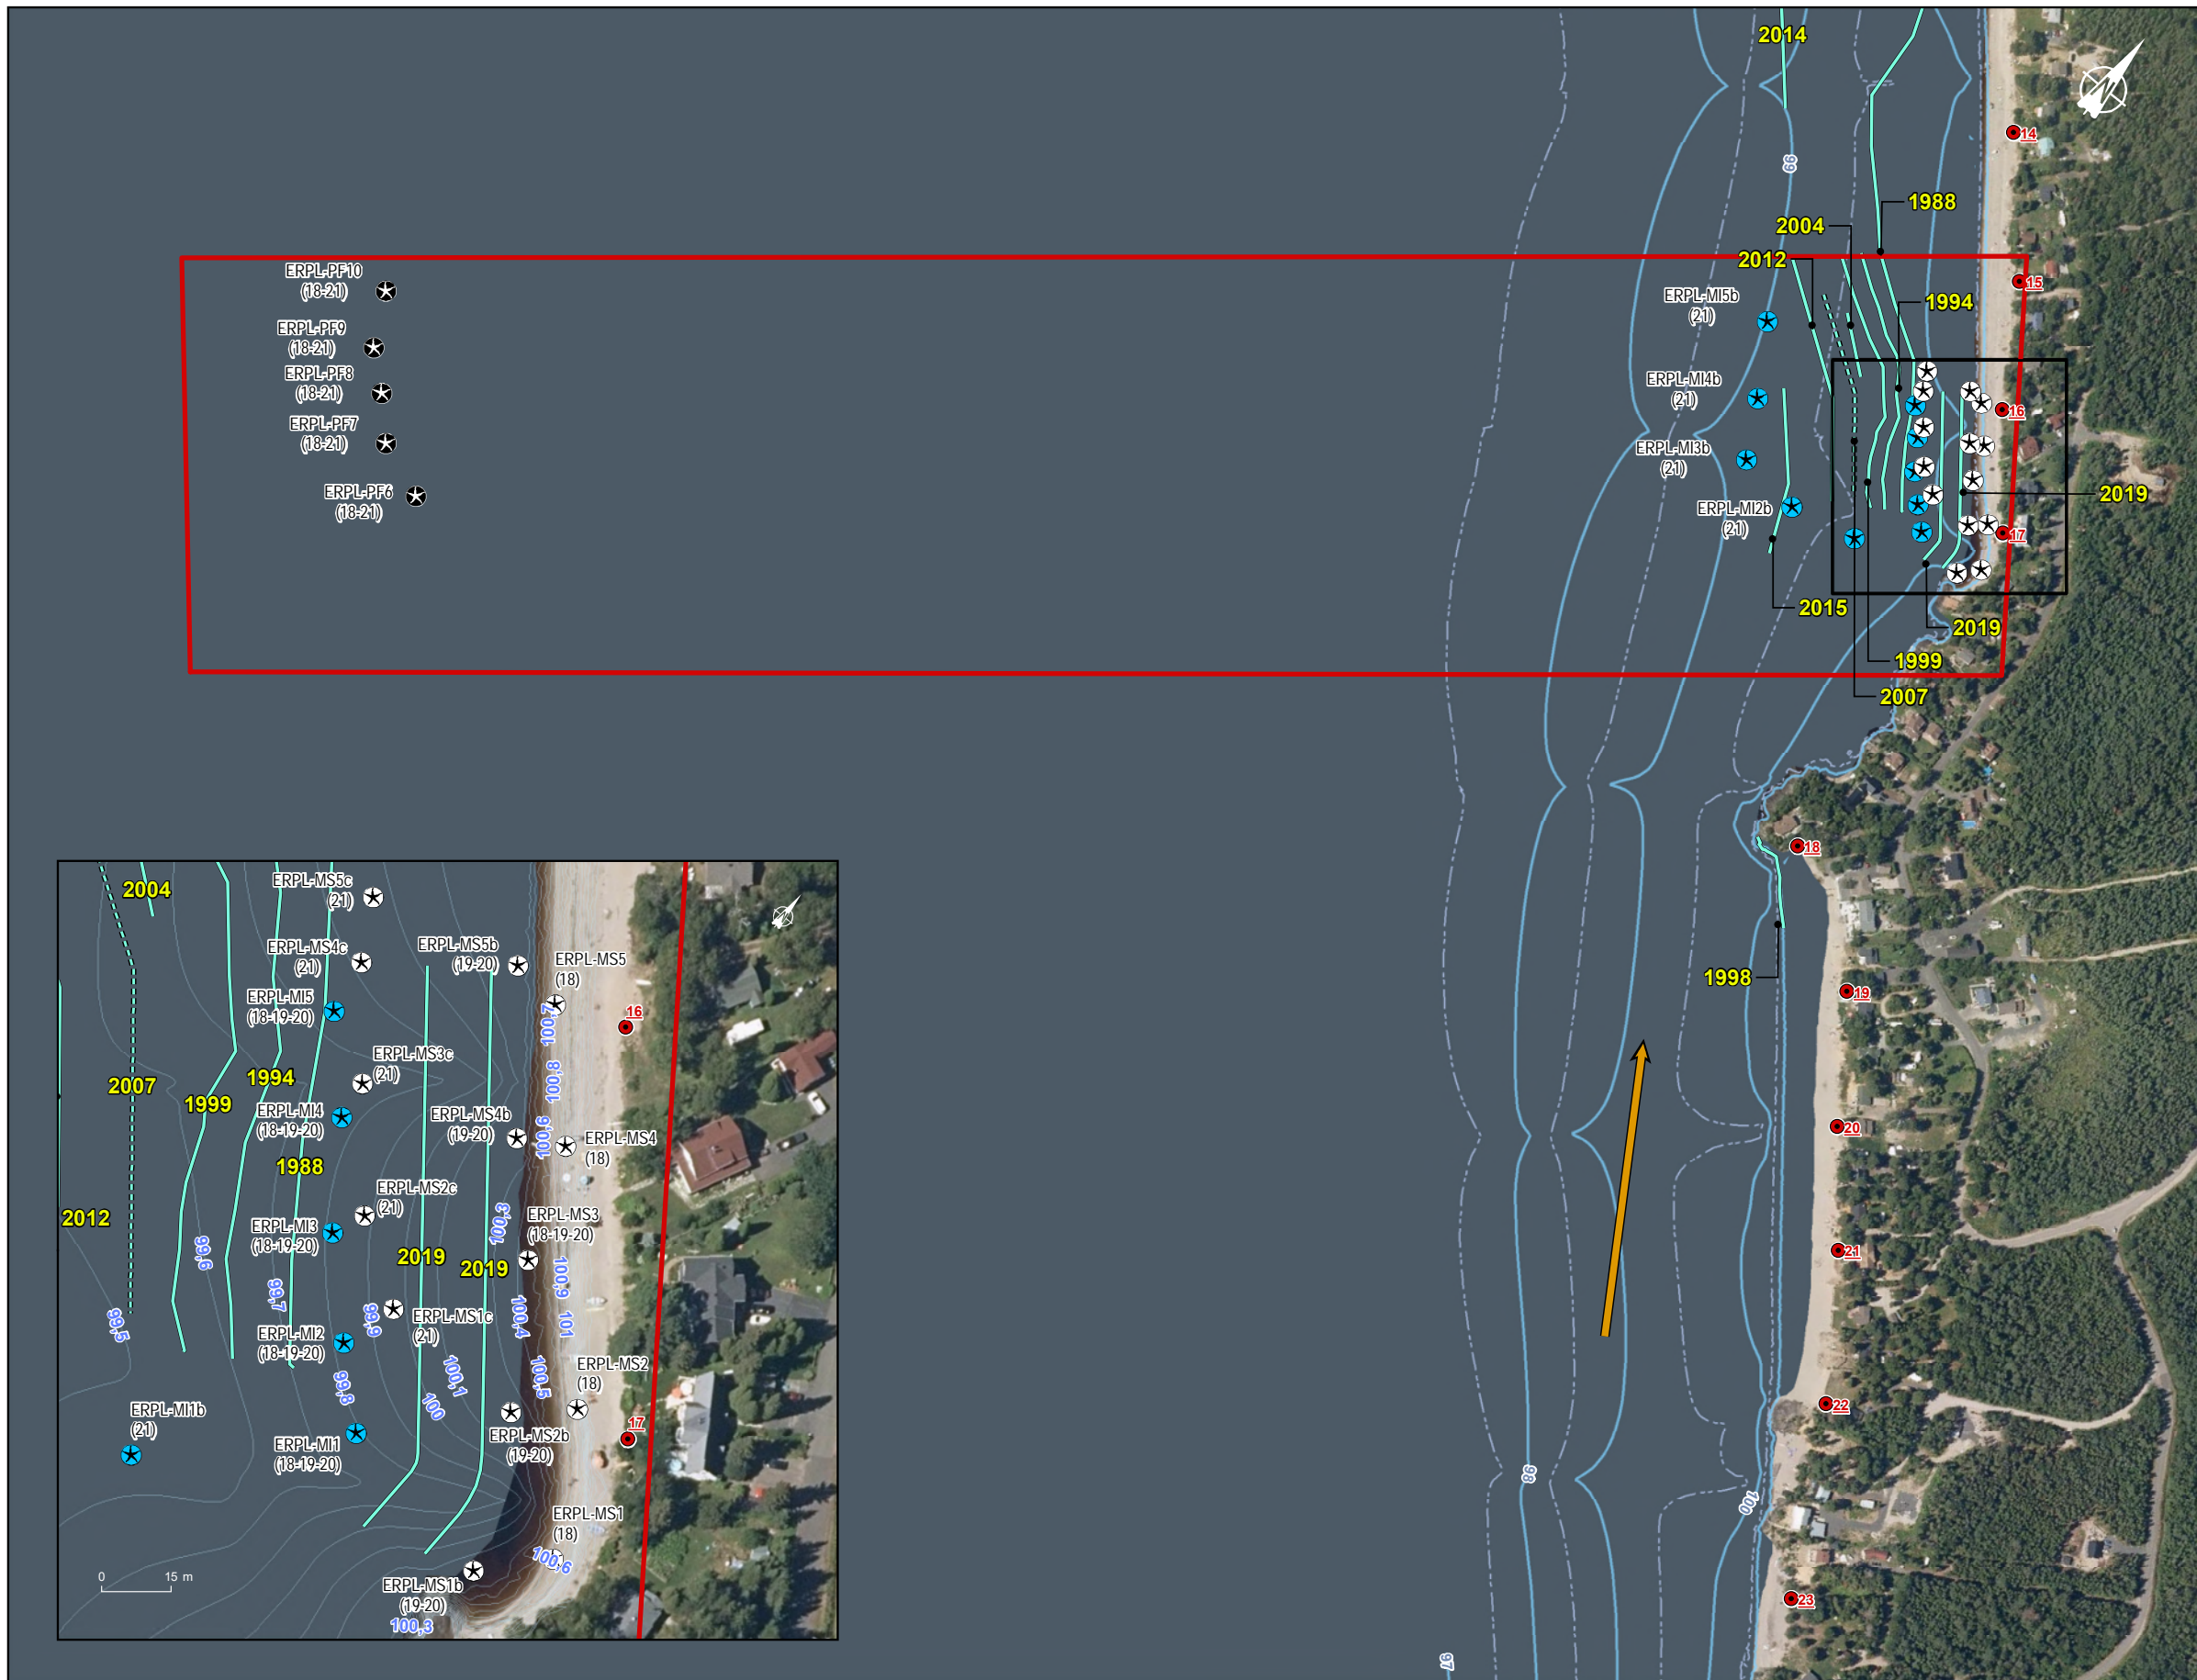 2014
99
14
1988
2004
2012
15
ERPL-PF10
(18-21)
ERPL-MI5b
(21)
1994
ERPL-PF9
(18-21)
ERPL-PF8
(18-21)
ERPL-MI4b
(21)
16
ERPL-PF7
(18-21)
ERPL-MI3b
(21)
ERPL-PF6
(18-21)
2019
ERPL-MI2b
(21)
17
2015
2019
1999
2007
18
1998
19
20
21
22
98
100
23
97
2004
ERPL-MS5c
(21)
ERPL-MS4c
(21)
ERPL-MS5b
(19-20)
ERPL-MS5
(18)
ERPL-MI5
(18-19-20)
100,7
16
ERPL-MS3c
(21)
100,8
2007
1994
1999
ERPL-MI4
(18-19-20)
ERPL-MS4b
(19-20)
100,6
ERPL-MS4
(18)
1988
ERPL-MS2c
(21)
2012
ERPL-MI3
(18-19-20)
100,3
ERPL-MS3
(18-19-20)
99,6
2019
2019
100,9
99,7
99,5
99,9
ERPL-MS1c
(21)
100,4
101
ERPL-MI2
(18-19-20)
99,8
100,1
100
100,5
ERPL-MS2
(18)
ERPL-MI1b
(21)
17
ERPL-MI1
(18-19-20)
ERPL-MS2b
(19-20)
ERPL-MS1
(18)
100,6
0 15 m
ERPL-MS1b
(19-20)
100,3